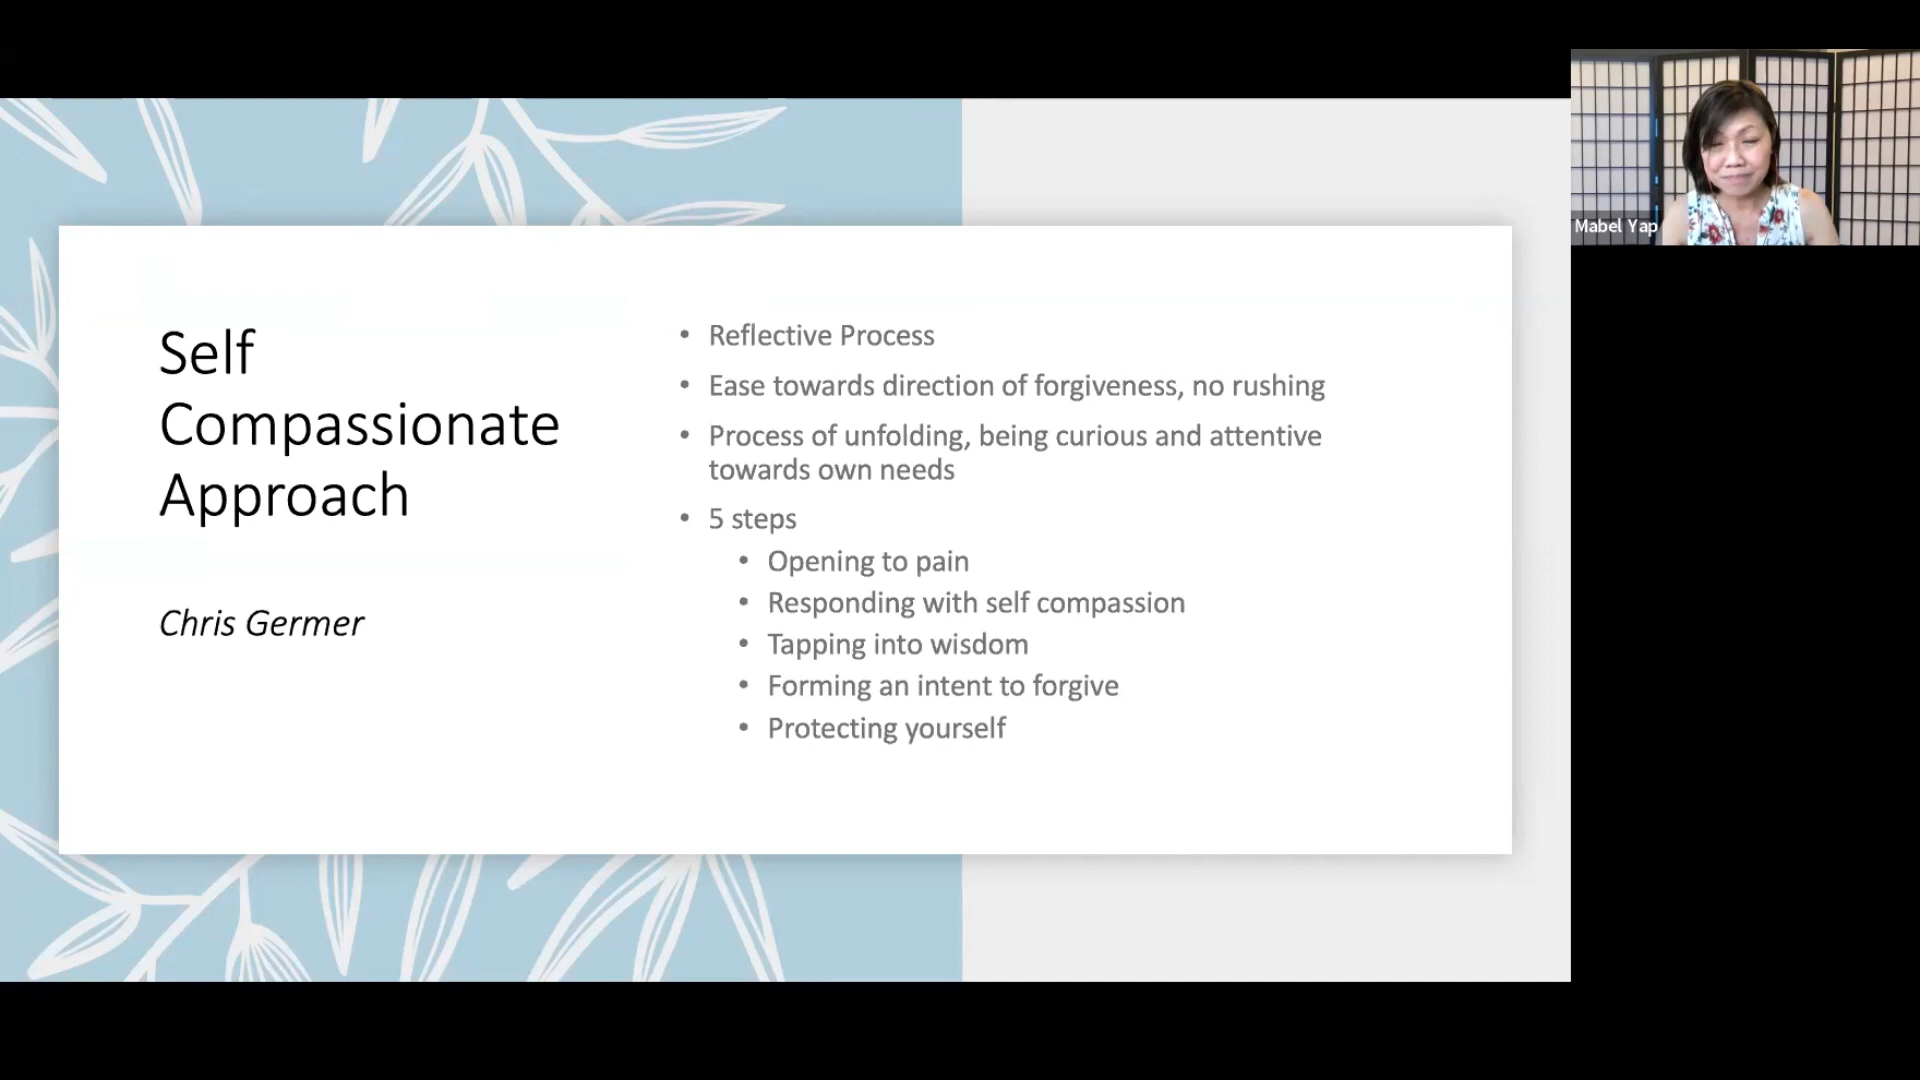 Self
Compassionate
Approach
Chris Germer
• Reflective Process
• Ease towards direction of forgiveness, no rushing
• Process of unfolding, being curious and attentive
towards own needs
• 5 steps
• Opening to pain
• Responding with self compassion
• Tapping into wisdom
• Forming an intent to forgive
• Protecting yourself
Mabel Yap